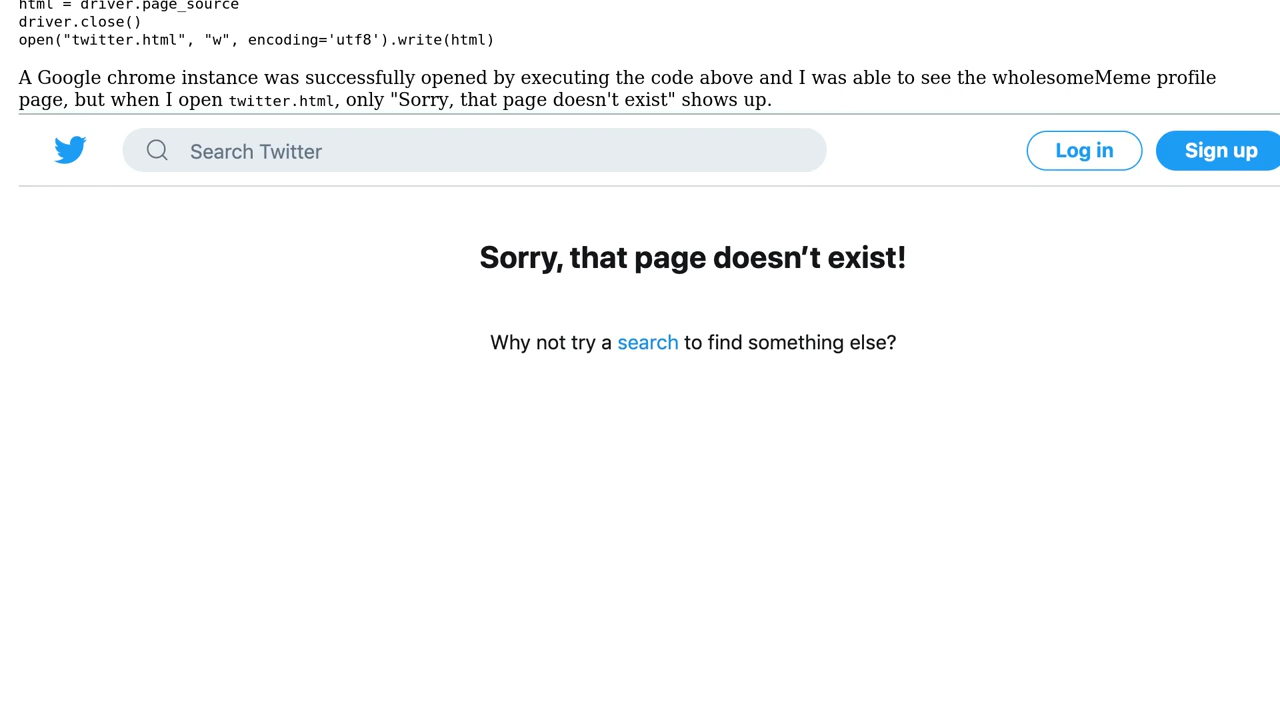 html = driver.page_source
driver.close()
open("twitter.html", "w", encoding='utf8').write(html)
A Google chrome instance was successfully opened by executing the code above and I was able to see the wholesomeMeme profile
page, but when I open twitter.html, only "Sorry, that page doesn't exist" shows up.
Search Twitter
Log in
Sign up
Sorry, that page doesn’t exist!
Why not try a search to find something else?